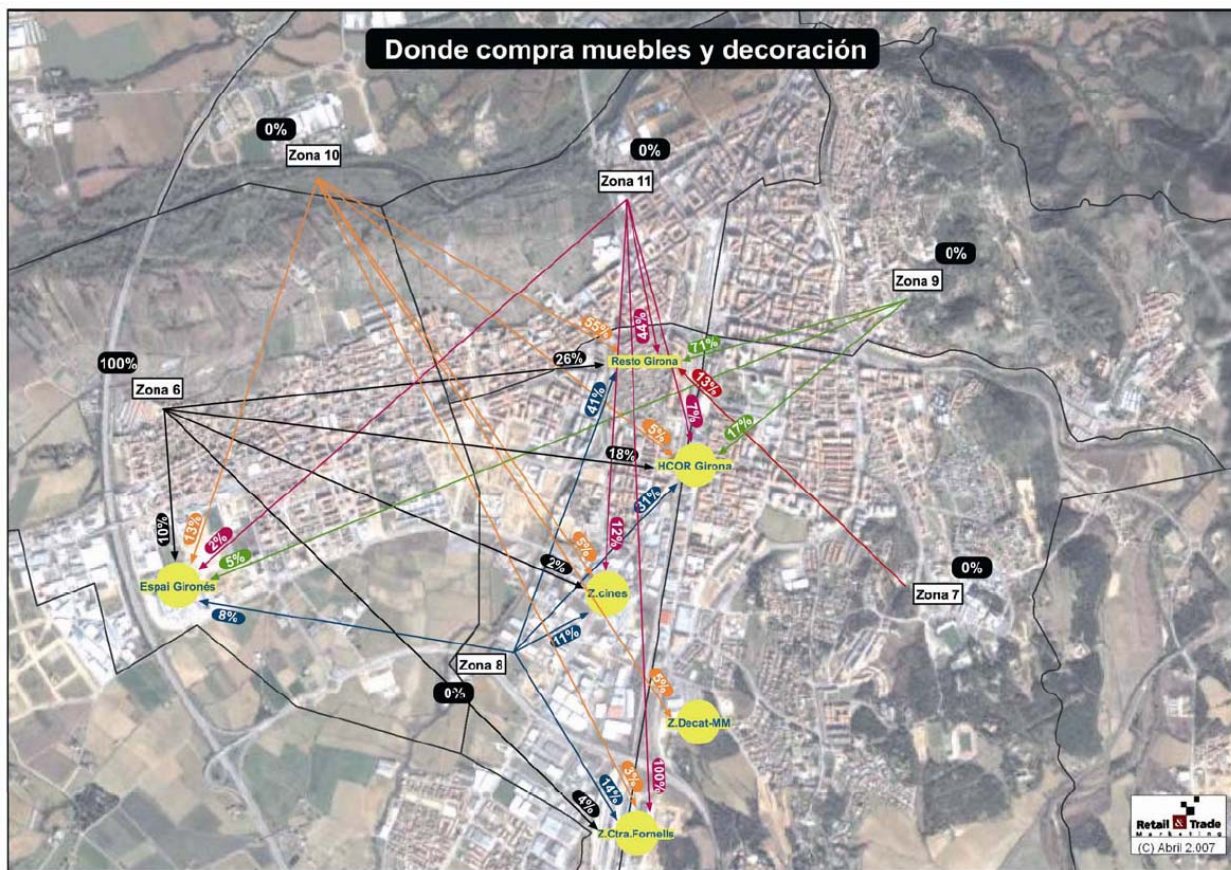 Donde compra muebles y decoración
0%
Zona 10
0%
Zona 11
0%
Zona 9
55%
44%
71%
100%
Zona 6
26%
Resto Girona
13%
41%
7%
17%
5%
18%
HCOR Girona
31%
10%
13%
2%
5%
12%
5%
2%
Espai Gironés
Z.cines
0%
Zona 7
8%
11%
Zona 8
0%
5%
Z.Decat-MM
100%
14%
3%
4%
Z.Ctra.Fornells
Retail & Trade
Marketing
(C) Abril 2.007